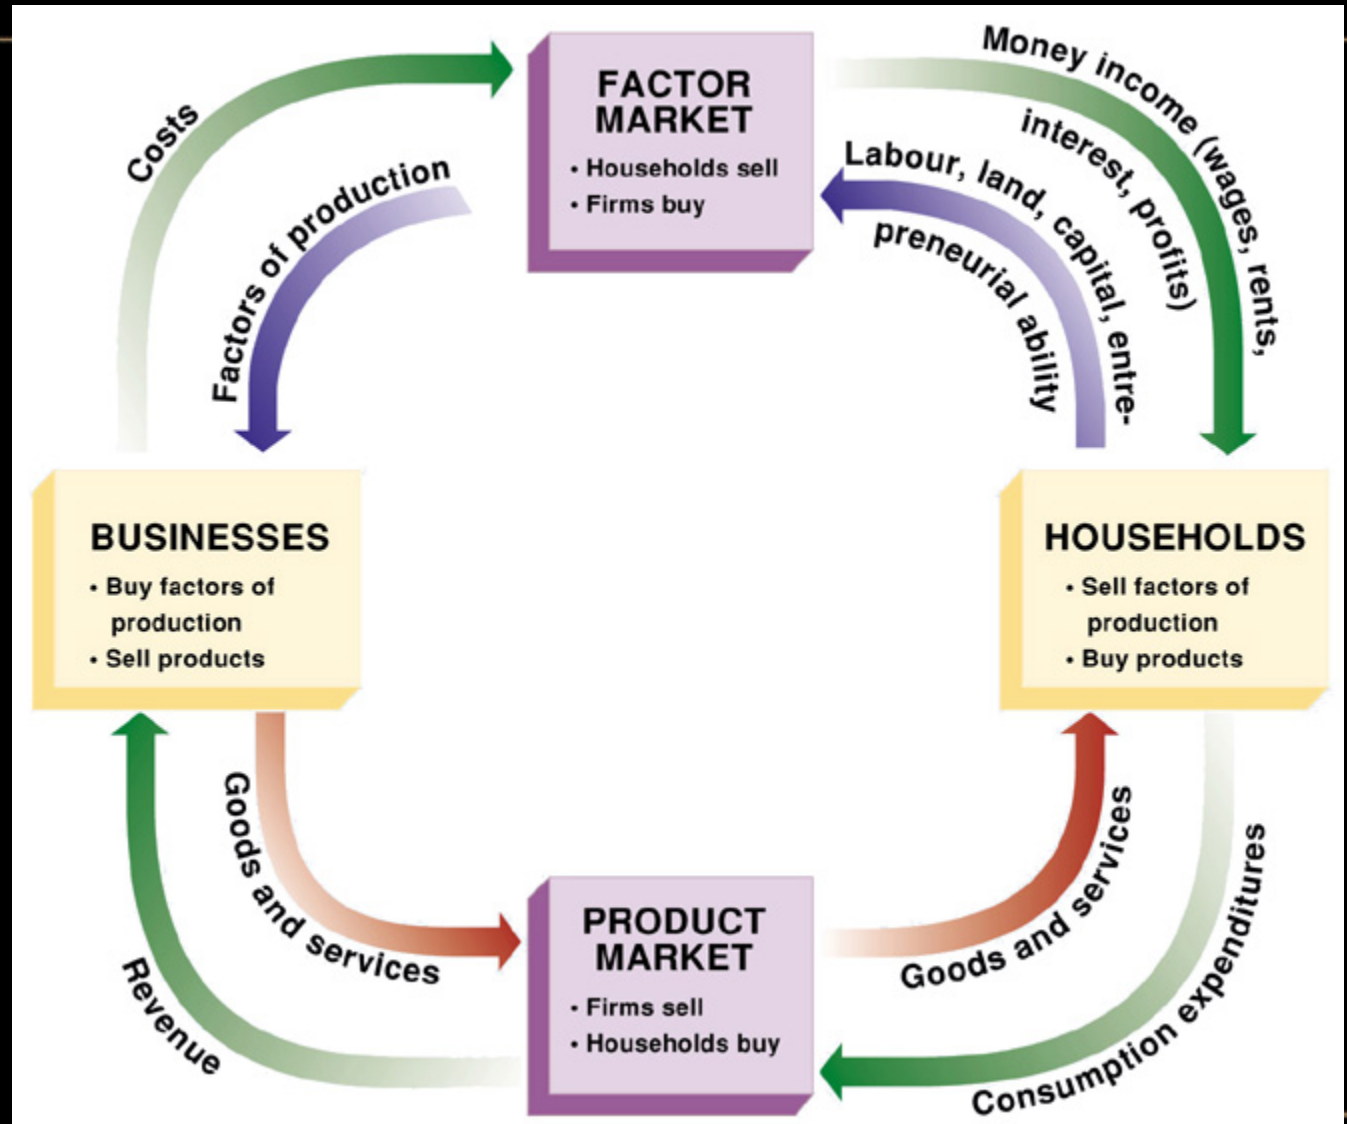 Costs
FACTOR
MARKET
• Households sell
• Firms buy
Money income (wages, rents,
interest, profits)
Factors of production
Labour, land, capital, entre-
preneurial ability
BUSINESSES
• Buy factors of
production
• Sell products
HOUSEHOLDS
• Sell factors of
production
• Buy products
Goods and services
Revenue
PRODUCT
MARKET
• Firms sell
• Households buy
Goods and services
Consumption expenditures